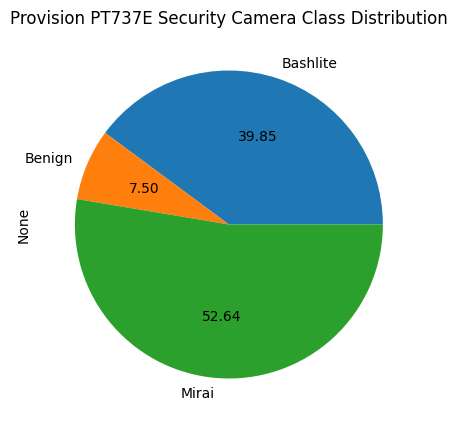 Provision PT737E Security Camera Class Distribution
Bashlite
39.85
Benign
7.50
None
52.64
Mirai